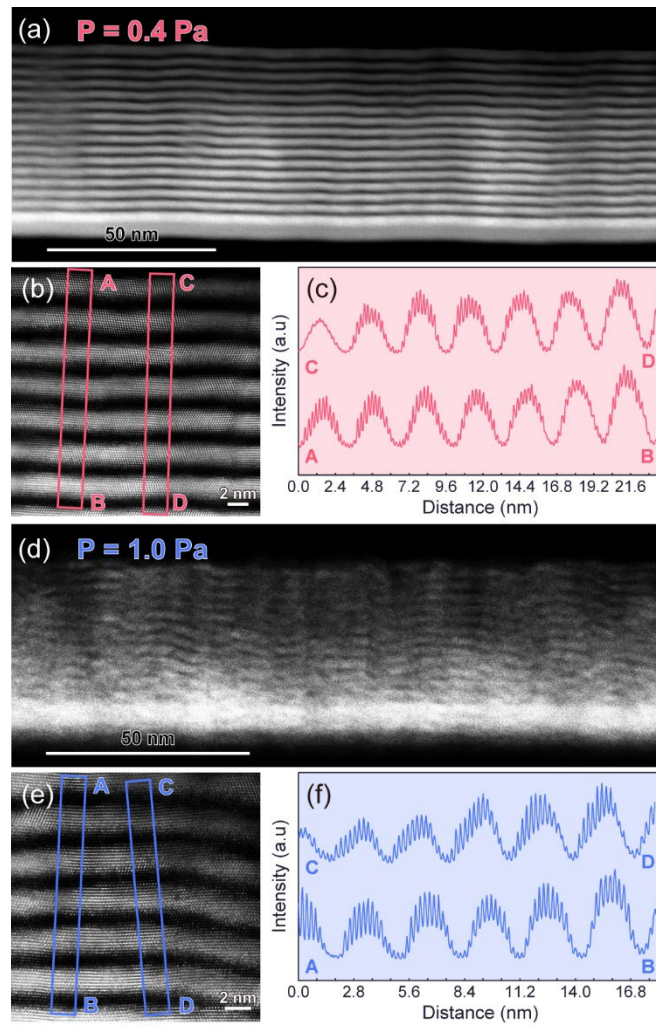 (a) P = 0.4 Pa
50 nm
(b) A C
B D
2 nm
(c)
C D
A B
Intensity (a.u)
0.0 2.4 4.8 7.2 9.6 12.0 14.4 16.8 19.2 21.6
Distance (nm)
(d) P = 1.0 Pa
50 nm
(e) A C
B D
2 nm
(f)
C D
A B
Intensity (a.u)
0.0 2.8 5.6 8.4 11.2 14.0 16.8
Distance (nm)